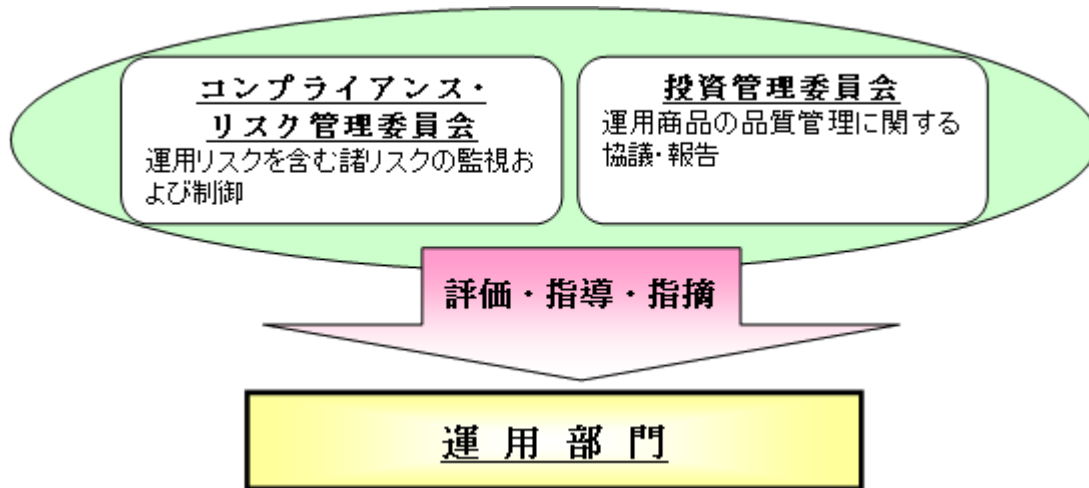 コンプライアンス・
リスク管理委員会
運用リスクを含む諸リスクの監視お
よび制御
投資管理委員会
運用商品の品質管理に関する
協議・報告
評価・指導・指摘
運用部門